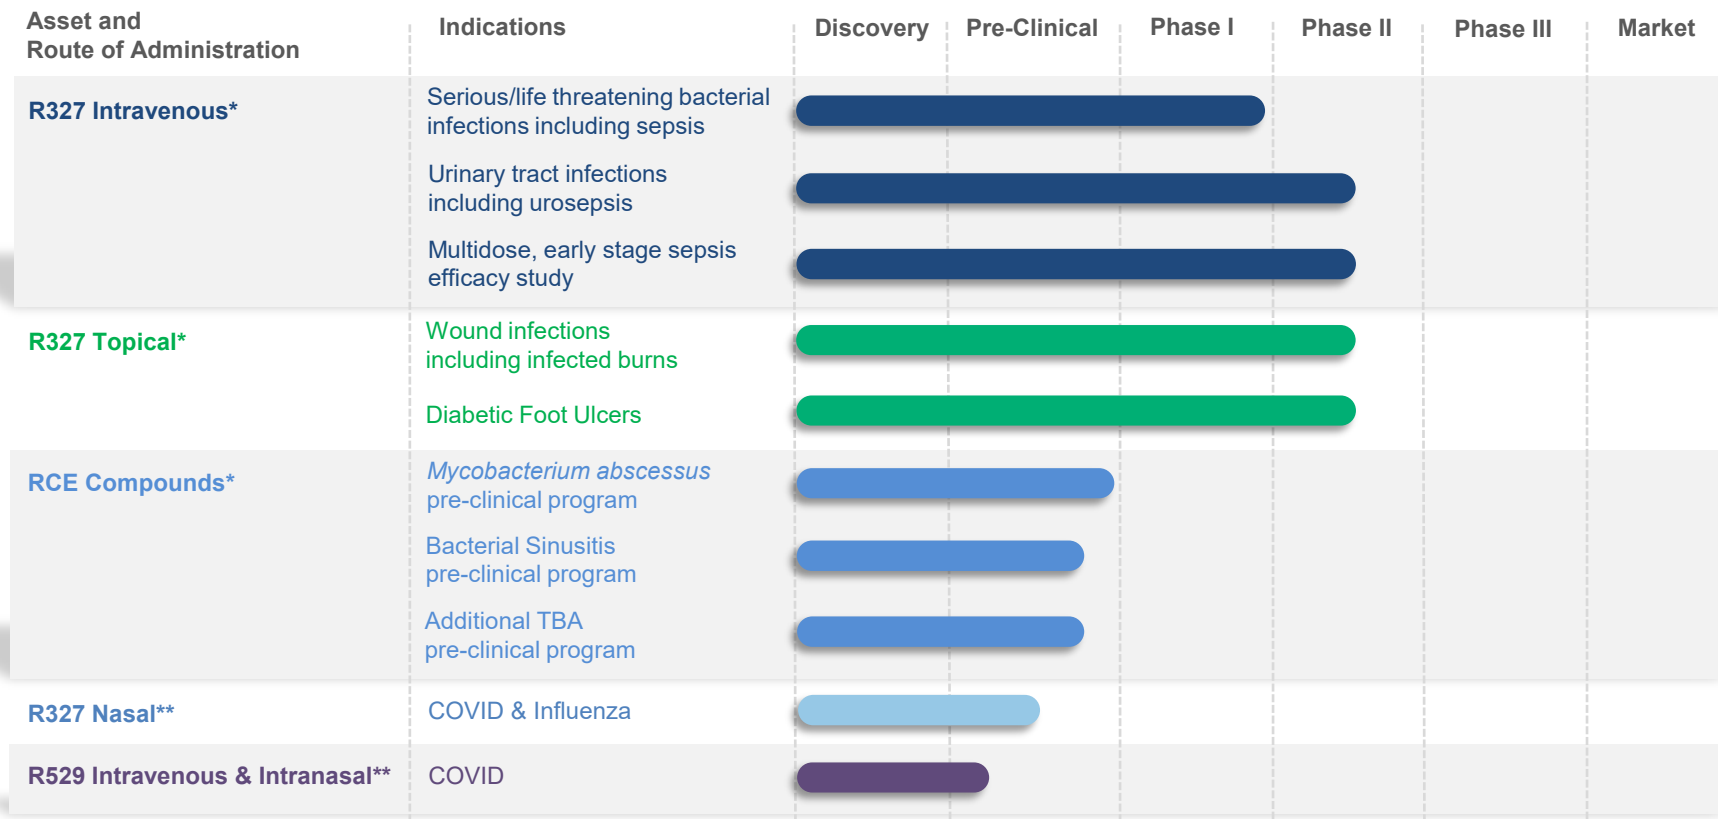 Asset and
Route of Administration
Indications
Discovery
Pre-Clinical
Phase I
Phase II
Phase III
Market
R327 Intravenous*
Serious/life threatening bacterial
infections including sepsis
Urinary tract infections
including urosepsis
Multidose, early stage sepsis
efficacy study
R327 Topical*
Wound infections
including infected burns
Diabetic Foot Ulcers
RCE Compounds*
Mycobacterium abscessus
pre-clinical program
Bacterial Sinusitis
pre-clinical program
Additional TBA
pre-clinical program
R327 Nasal**
COVID & Influenza
R529 Intravenous & Intranasal**
COVID